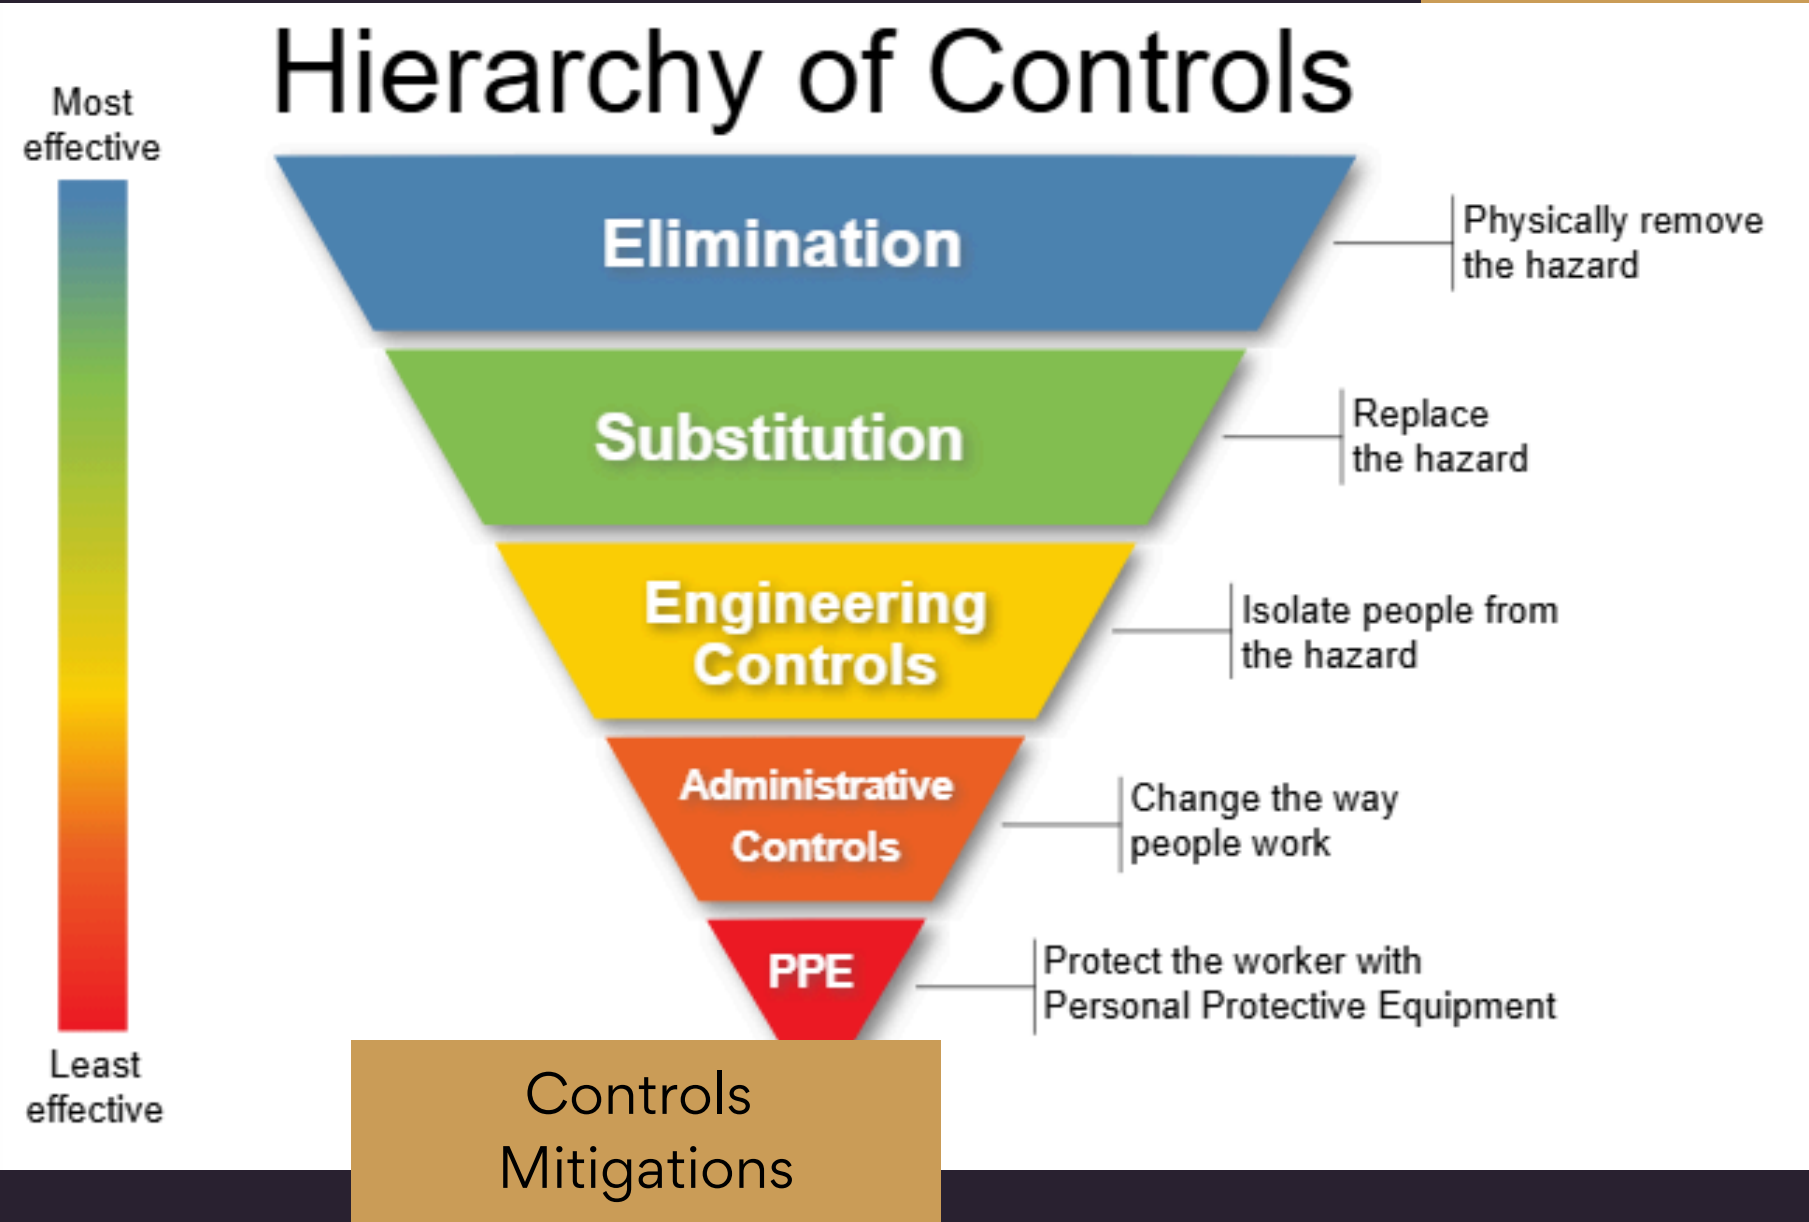 Hierarchy of Controls
Most
effective
Elimination
Physically remove
the hazard
Substitution
Replace
the hazard
Engineering
Controls
Isolate people from
the hazard
Administrative
Controls
Change the way
people work
PPE
Protect the worker with
Personal Protective Equipment
Least
effective
Controls
Mitigations